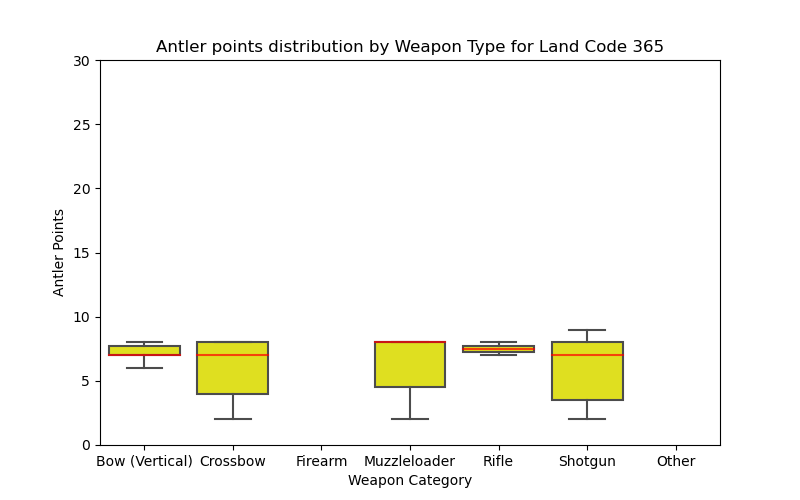 Antler points distribution by Weapon Type for Land Code 365
30
25
20
15
10
5
0
Antler Points
Bow (Vertical) Crossbow Firearm Muzzleloader Rifle Shotgun Other
Weapon Category